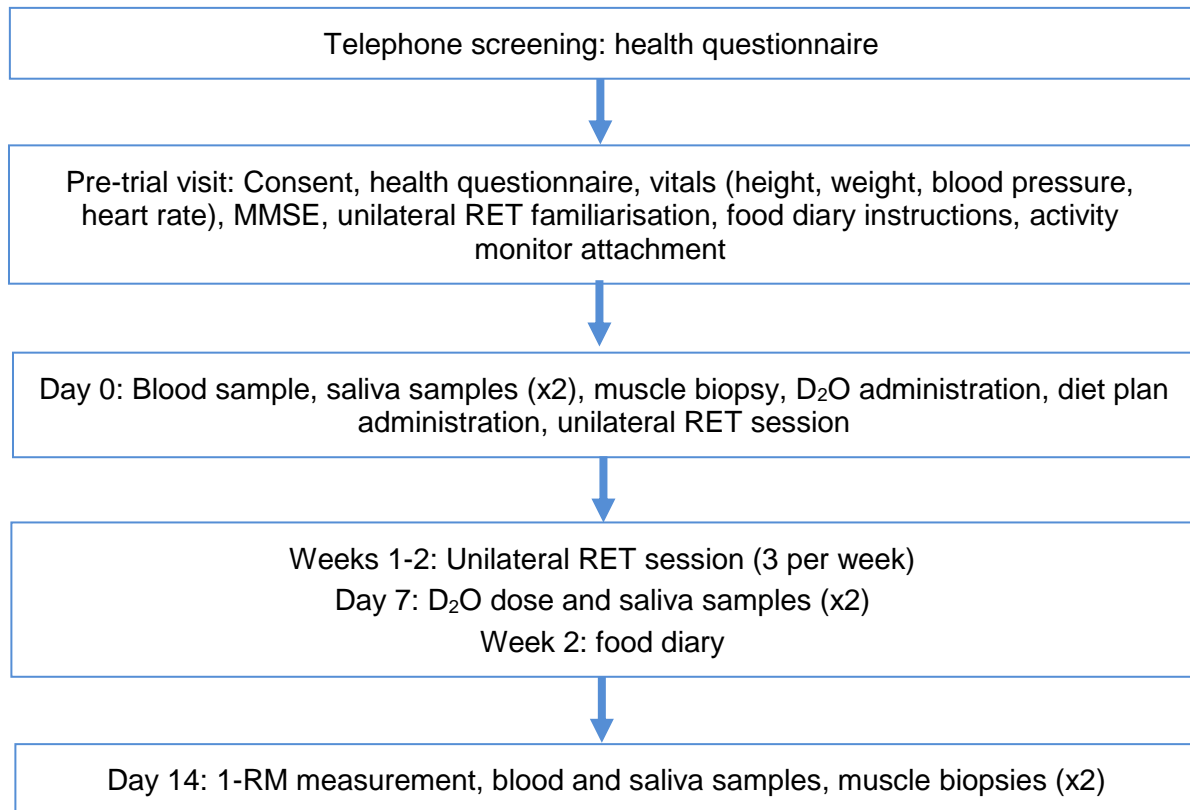 Telephone screening: health questionnaire
Pre-trial visit: Consent, health questionnaire, vitals (height, weight, blood pressure,
heart rate), MMSE, unilateral RET familiarisation, food diary instructions, activity
monitor attachment
Day 0: Blood sample, saliva samples (x2), muscle biopsy, D₂O administration, diet plan
administration, unilateral RET session
Weeks 1-2: Unilateral RET session (3 per week)
Day 7: D₂O dose and saliva samples (x2)
Week 2: food diary
Day 14: 1-RM measurement, blood and saliva samples, muscle biopsies (x2)